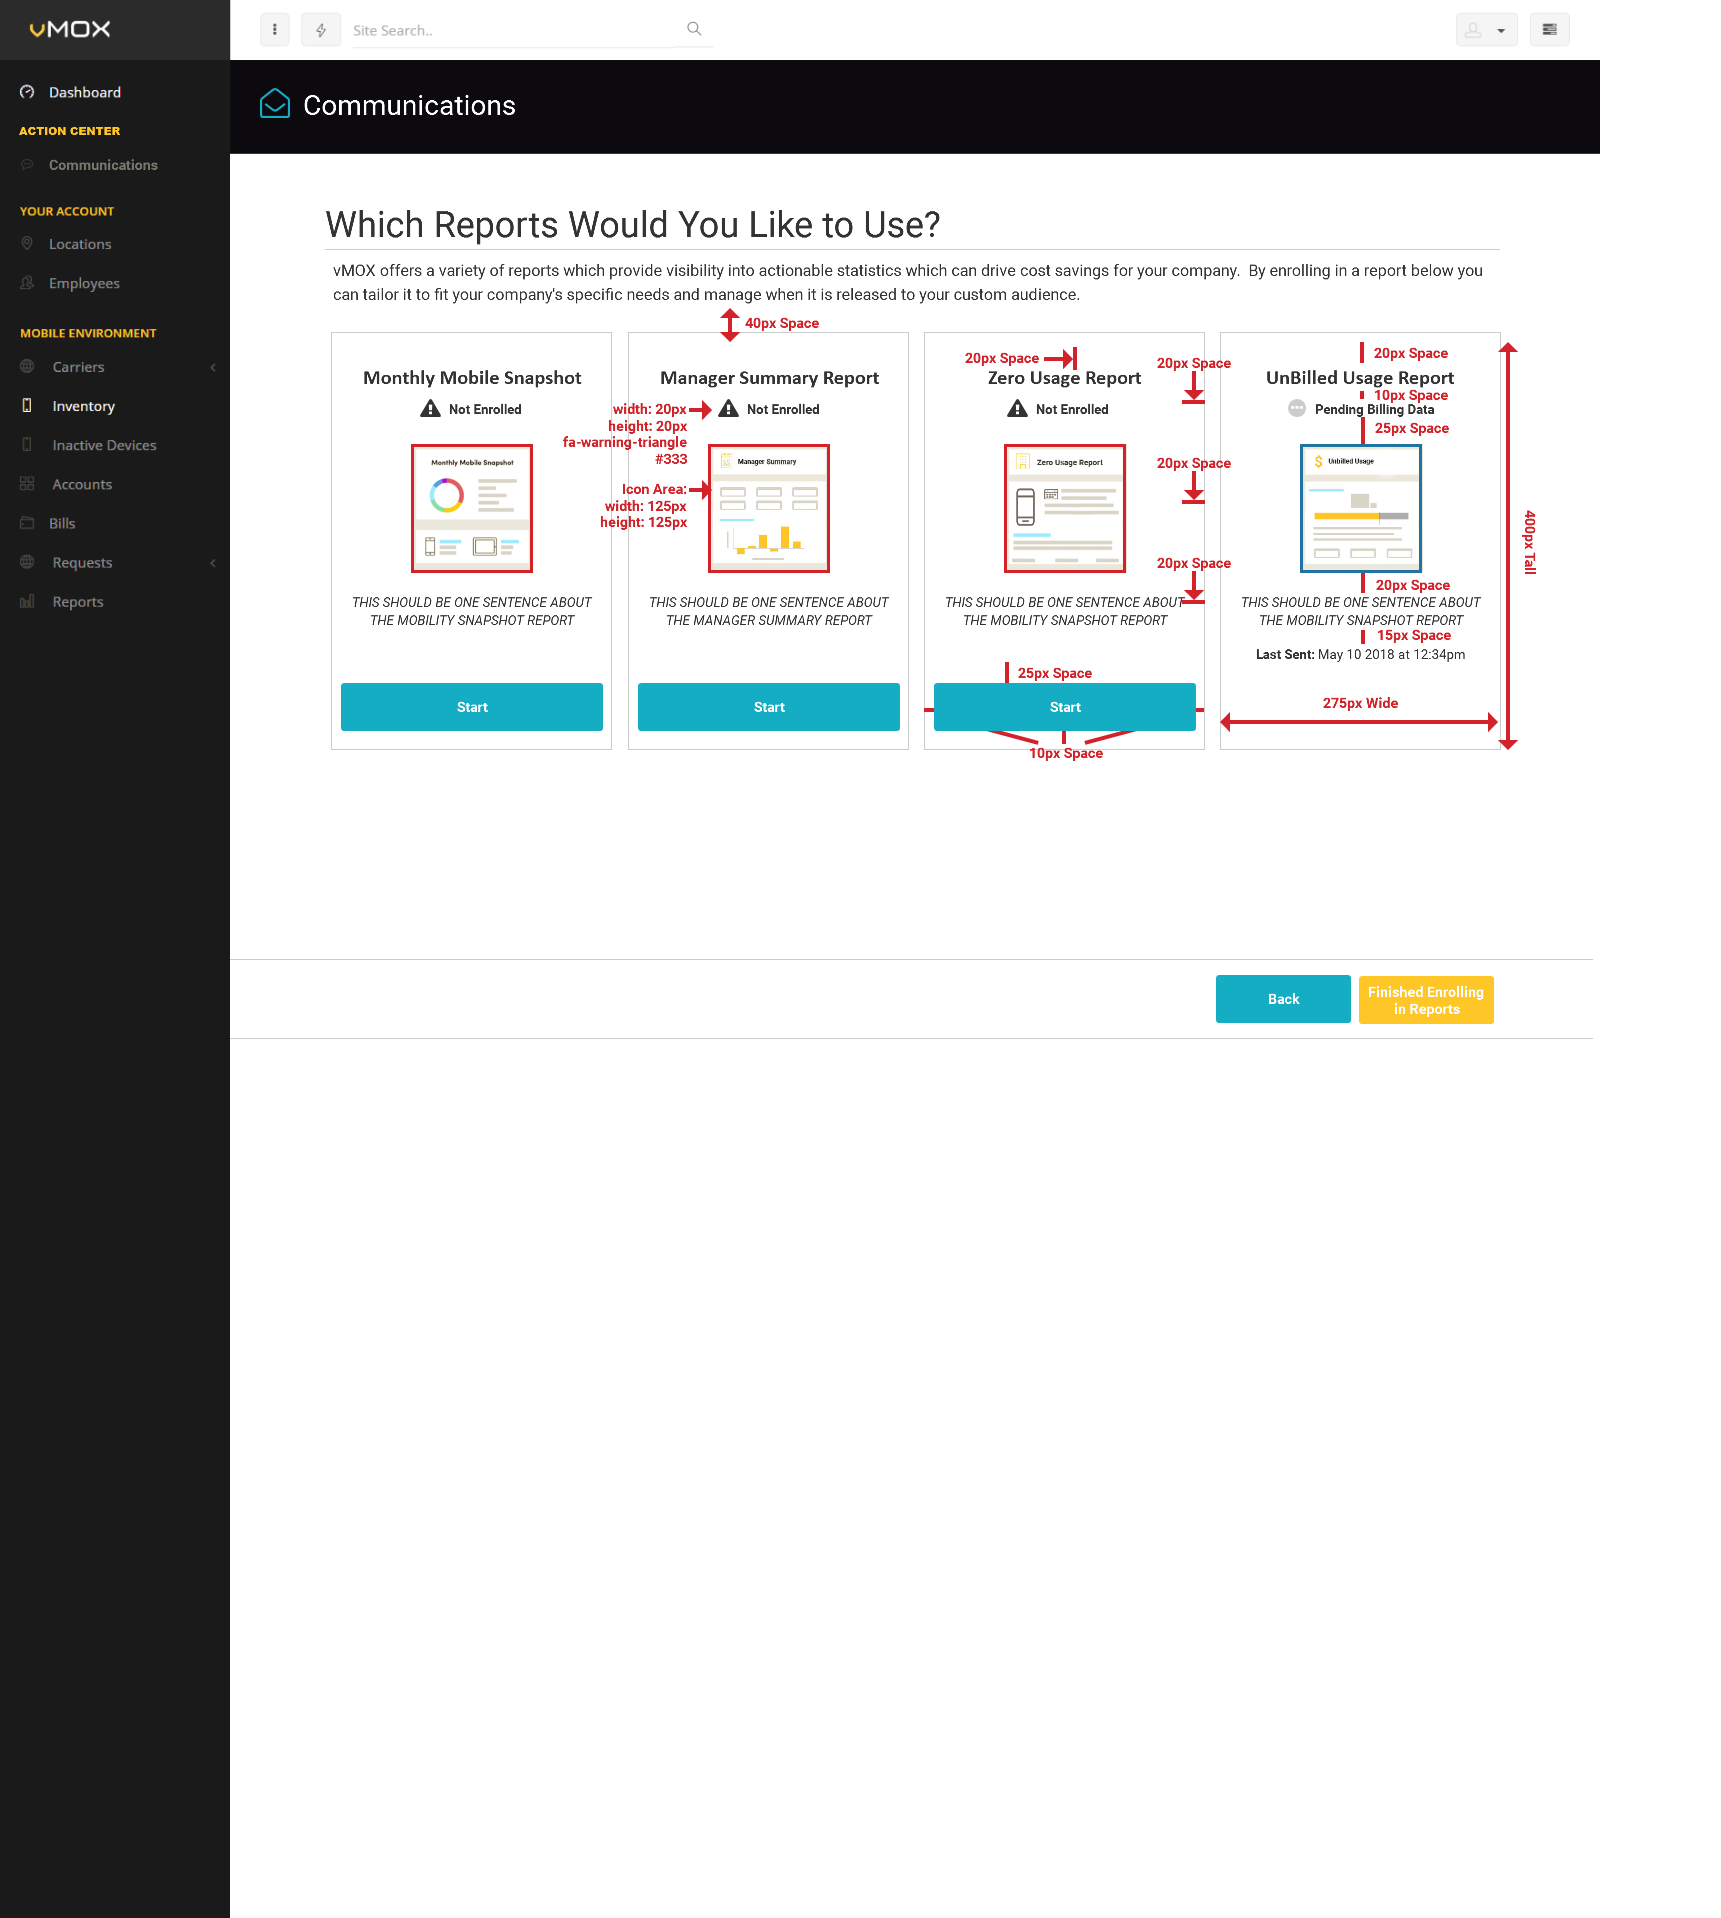 vMOX
Site Search..
Dashboard
ACTION CENTER
Communications
YOUR ACCOUNT
Locations
Employees
MOBILE ENVIRONMENT
Carriers
Inventory
Inactive Devices
Accounts
Bills
Requests
Reports
Communications
Which Reports Would You Like to Use?
vMOX offers a variety of reports which provide visibility into actionable statistics which can drive cost savings for your company.  By enrolling in a report below you
can tailor it to fit your company's specific needs and manage when it is released to your custom audience.
40px Space
Monthly Mobile Snapshot
Not Enrolled
Monthly Mobile Snapshot
THIS SHOULD BE ONE SENTENCE ABOUT
THE MOBILITY SNAPSHOT REPORT
Start
Manager Summary Report
Not Enrolled
width: 20px
height: 20px
fa-warning-triangle
#333
Icon Area:
width: 125px
height: 125px
Manager Summary
THIS SHOULD BE ONE SENTENCE ABOUT
THE MANAGER SUMMARY REPORT
Start
20px Space
Zero Usage Report
Not Enrolled
Zero Usage Report
THIS SHOULD BE ONE SENTENCE ABOUT
THE MOBILITY SNAPSHOT REPORT
25px Space
Start
10px Space
20px Space
20px Space
20px Space
20px Space
UnBilled Usage Report
10px Space
Pending Billing Data
25px Space
Unbilled Usage
20px Space
THIS SHOULD BE ONE SENTENCE ABOUT
THE MOBILITY SNAPSHOT REPORT
15px Space
Last Sent: May 10 2018 at 12:34pm
275px Wide
400px Tall
Back
Finished Enrolling
in Reports